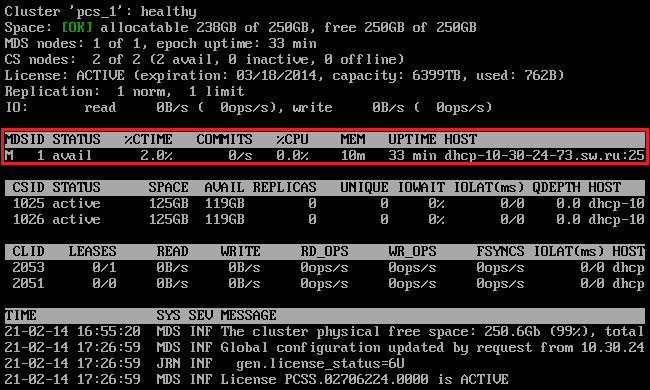 Cluster 'pcs_1': healthy
Space: [OK] allocatable 238GB of 250GB, free 250GB of 250GB
MDS nodes: 1 of 1, epoch uptime: 33 min
CS nodes:  2 of 2 (2 avail, 0 inactive, 0 offline)
License: ACTIVE (expiration: 03/18/2014, capacity: 6399TB, used: 762B)
Replication:  1 norm,  1 limit
IO:       read     0B/s (  0ops/s), write     0B/s (  0ops/s)
MDSID STATUS   %CTIME   COMMITS   %CPU    MEM   UPTIME HOST
M   1 avail      2.0%       0/s   0.0%    10m   33 min dhcp-10-30-24-73.sw.ru:25
CSID STATUS      SPACE  AVAIL REPLICAS   UNIQUE IOWAIT IOLAT(ms) QDEPTH HOST
1025 active      125GB  119GB        0        0     0%       0/0    0.0 dhcp-10
1026 active      125GB  119GB        0        0     0%       0/0    0.0 dhcp-10
CLID   LEASES     READ    WRITE     RD_OPS     WR_OPS     FSYNCS IOLAT(ms) HOST
2053      0/1     0B/s     0B/s     0ops/s     0ops/s     0ops/s       0/0 dhcp
2051      0/0     0B/s     0B/s     0ops/s     0ops/s     0ops/s       0/0 dhcp
TIME              SYS SEV MESSAGE
21-02-14 16:55:20 MDS INF The cluster physical free space: 250.6Gb (99%), total
21-02-14 17:26:59 MDS INF Global configuration updated by request from 10.30.24
21-02-14 17:26:59 JRN INF   gen.license_status=6U
21-02-14 17:26:59 MDS INF License PCSS.02706224.0000 is ACTIVE